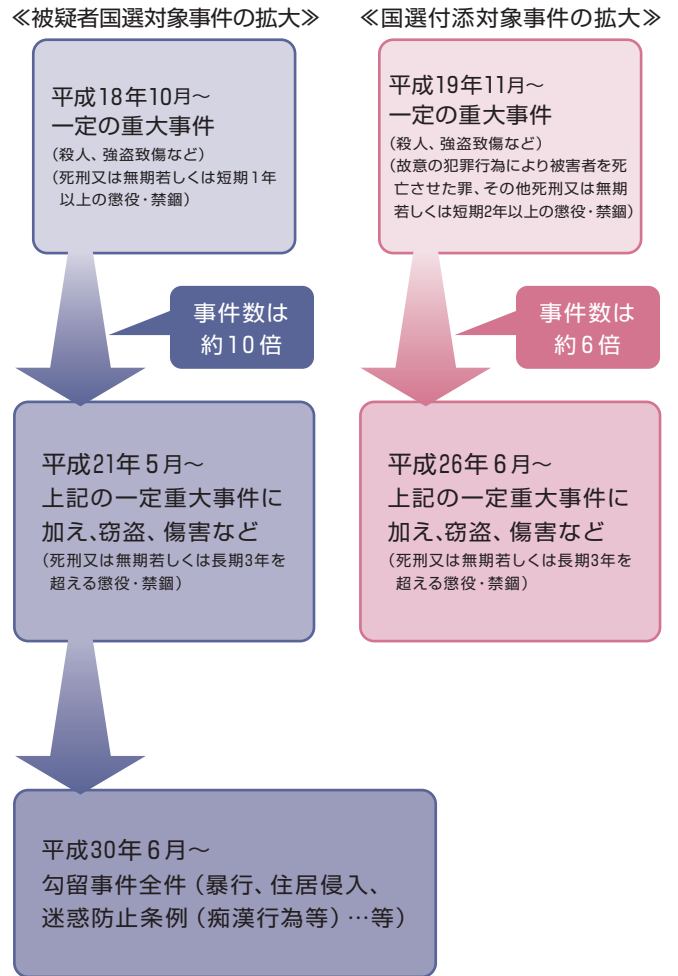 ≪被疑者国選対象事件の拡大≫
平成18年10月～
一定の重大事件
（殺人、強盗致傷など）
（死刑又は無期若しくは短期1年
以上の懲役・禁錮）
事件数は
約10倍
平成21年5月～
上記の一定重大事件に
加え、窃盗、傷害など
（死刑又は無期若しくは長期3年を
超える懲役・禁錮）
平成30年6月～
勾留事件全件（暴行、住居侵入、
迷惑防止条例（痴漢行為等）…等）
≪国選付添対象事件の拡大≫
平成19年11月～
一定の重大事件
（殺人、強盗致傷など）
（故意の犯罪行為により被害者を死
亡させた罪、その他死刑又は無期
若しくは短期2年以上の懲役・禁錮）
事件数は
約6倍
平成26年6月～
上記の一定重大事件に
加え、窃盗、傷害など
（死刑又は無期若しくは長期3年を
超える懲役・禁錮）